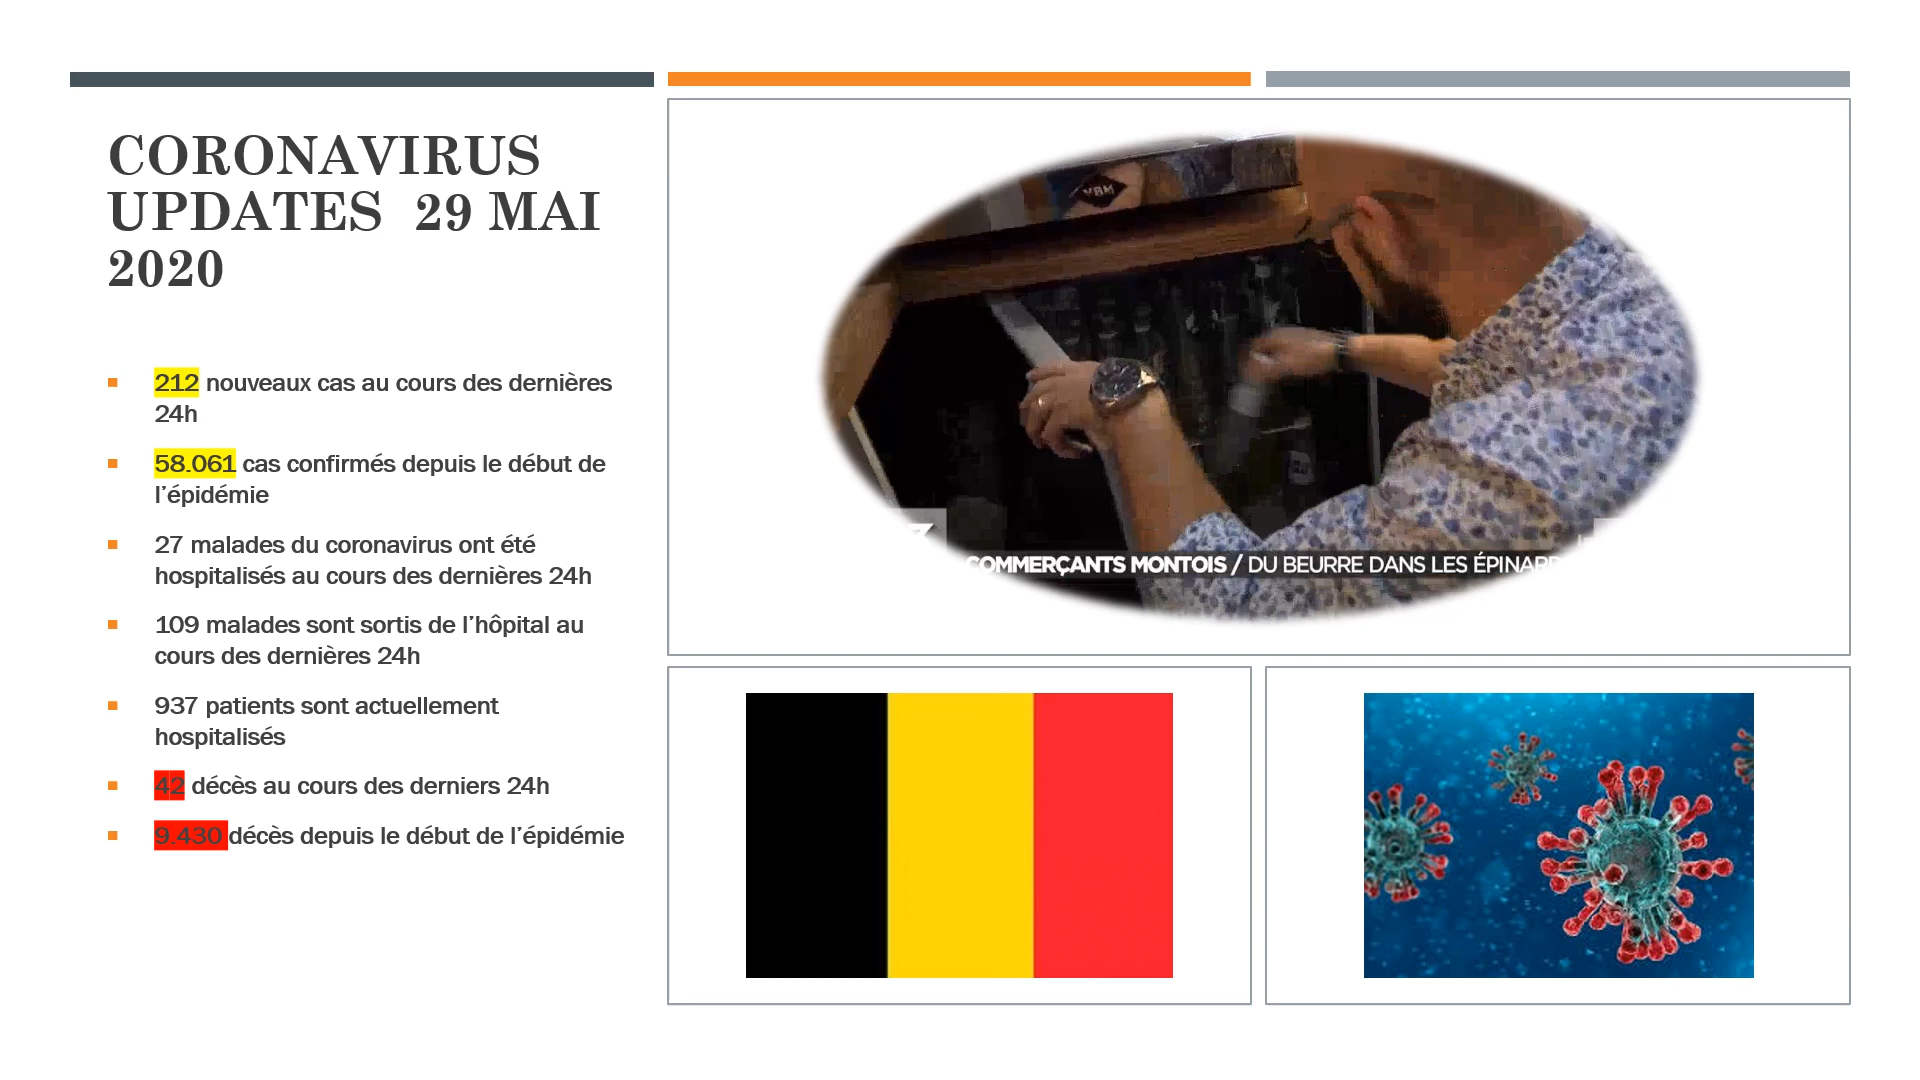 CORONAVIRUS
UPDATES 29 MAI
2020
212 nouveaux cas au cours des dernières
24h
58.061 cas confirmés depuis le début de
l'épidémie
27 malades du coronavirus ont été
hospitalisés au cours des dernières 24h
109 malades sont sortis de l'hôpital au
cours des dernières 24h
937 patients sont actuellement
hospitalisés
42 décès au cours des derniers 24h
9.430 décès depuis le début de l'épidémie
VBM
COMMERÇANTS MONTOIS / DU BEURRE DANS LES ÉPINARD